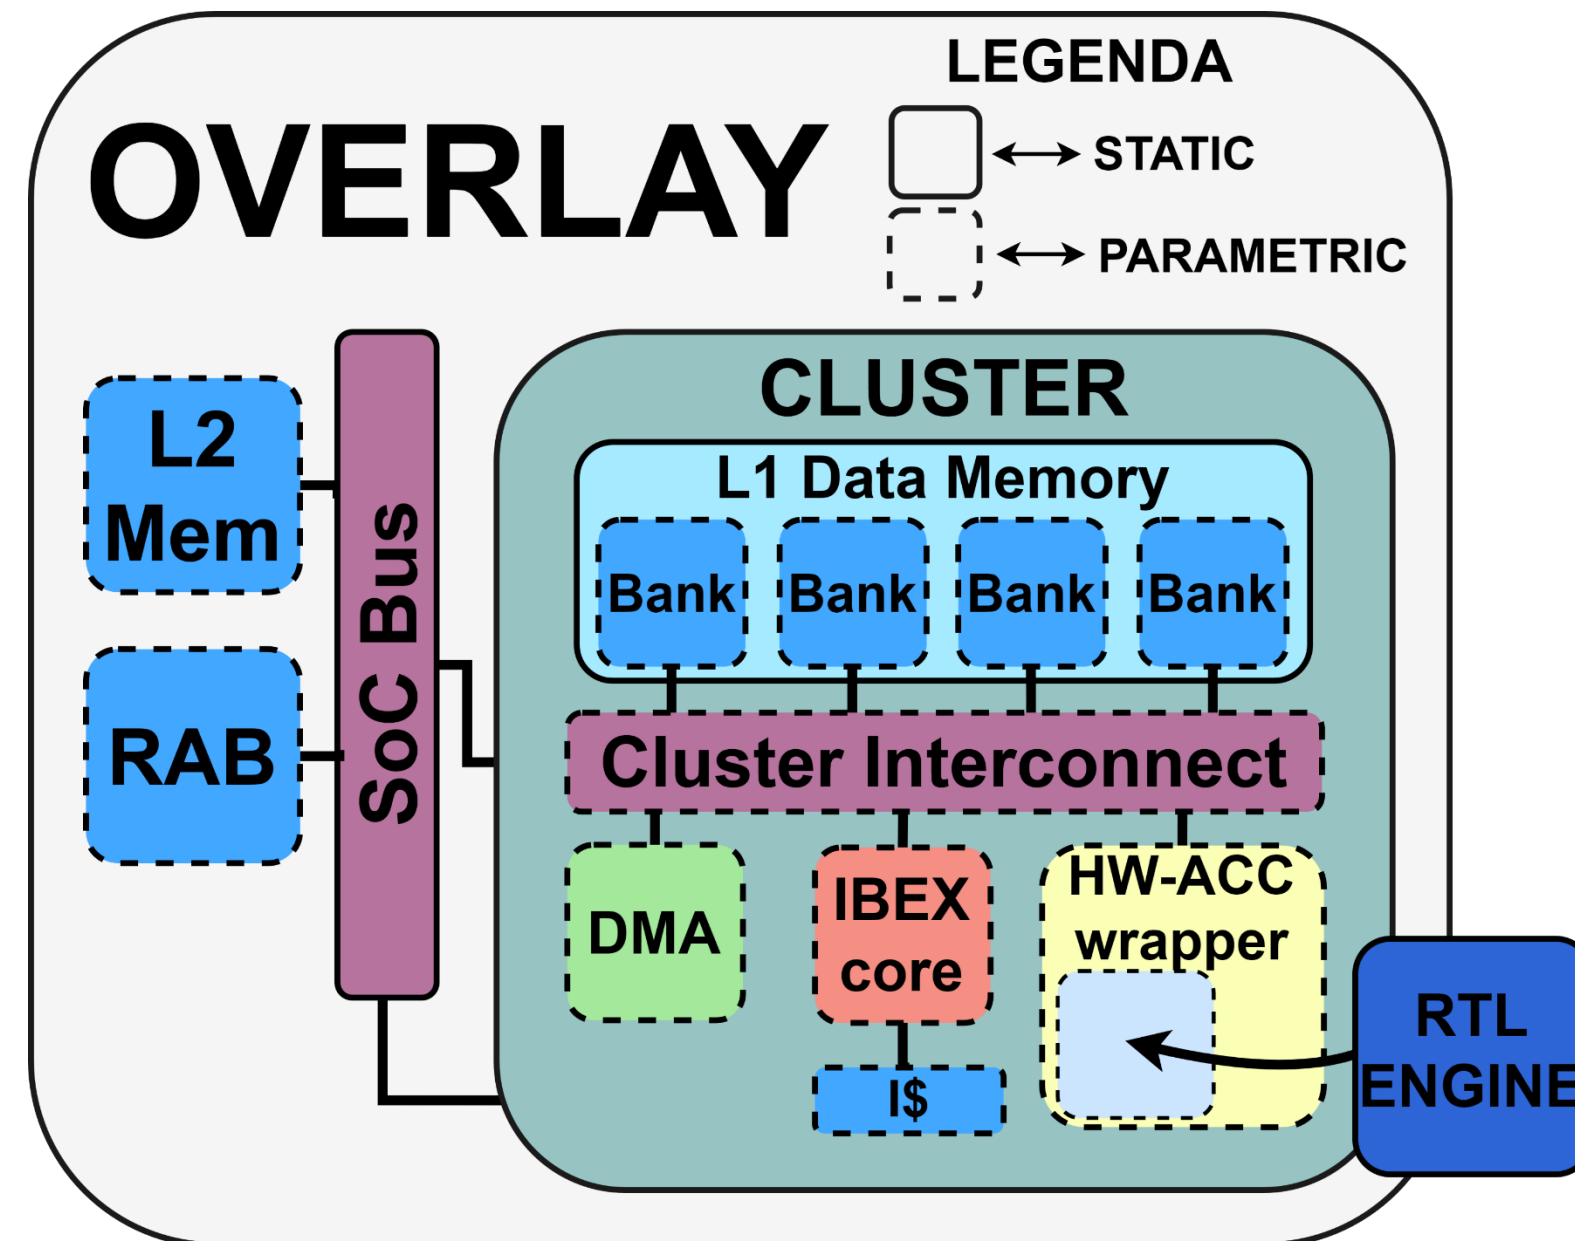 LEGENDA
OVERLAY
STATIC
PARAMETRIC
L2
Mem
RAB
SoC Bus
CLUSTER
L1 Data Memory
Bank Bank Bank Bank
Cluster Interconnect
DMA
IBEX
core
I$
HW-ACC
wrapper
RTL
ENGINE